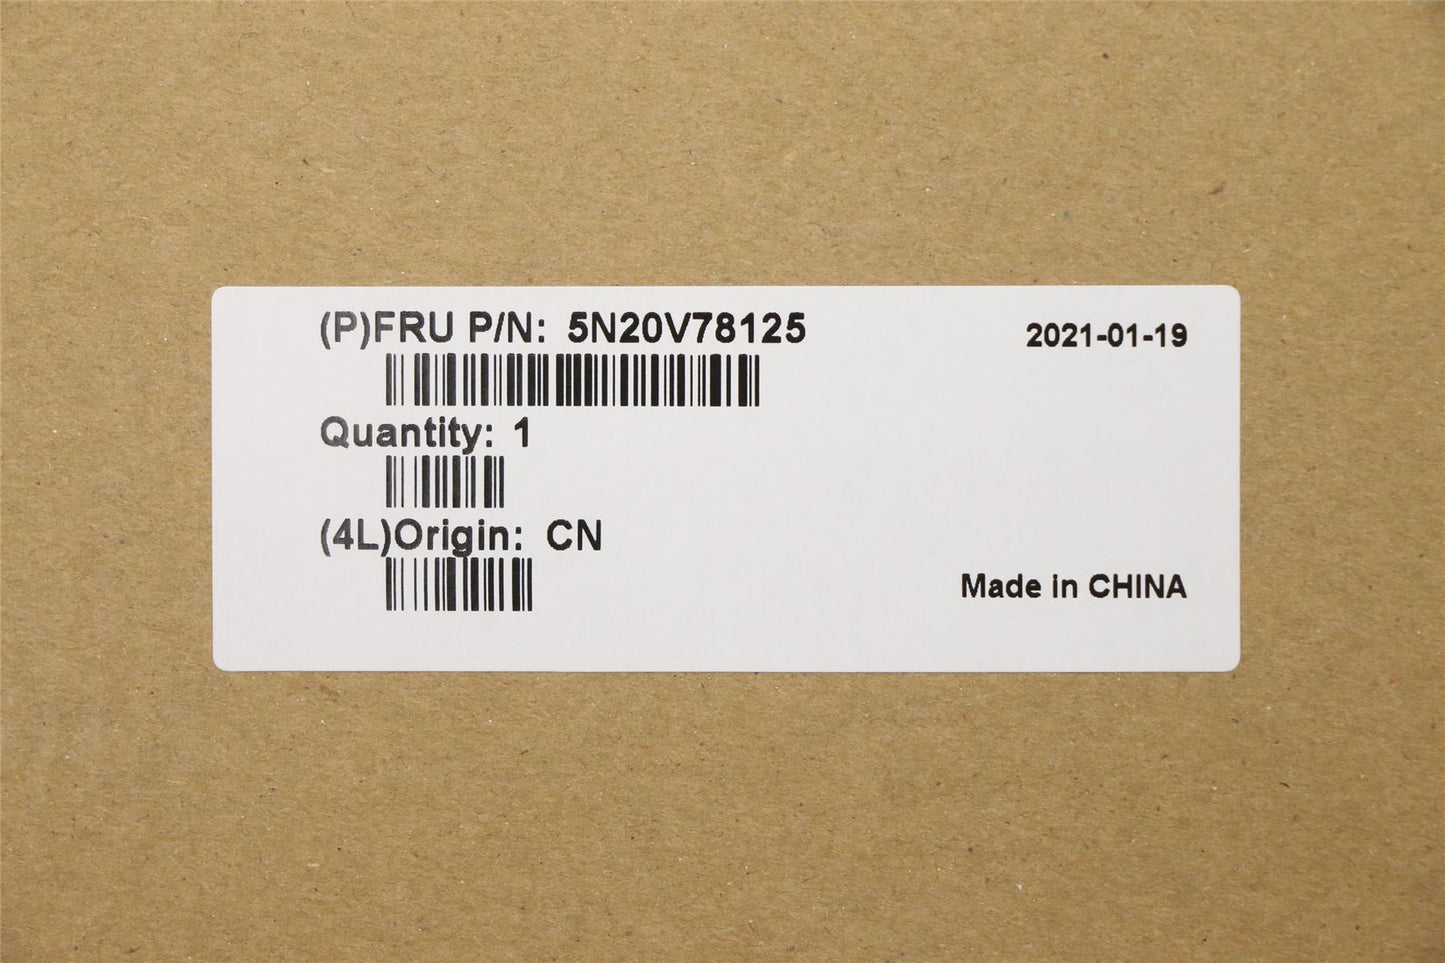 (P)FRU P/N: 5N20V78125
2021-01-19
Quantity: 1
(4L)Origin: CN
Made in CHINA